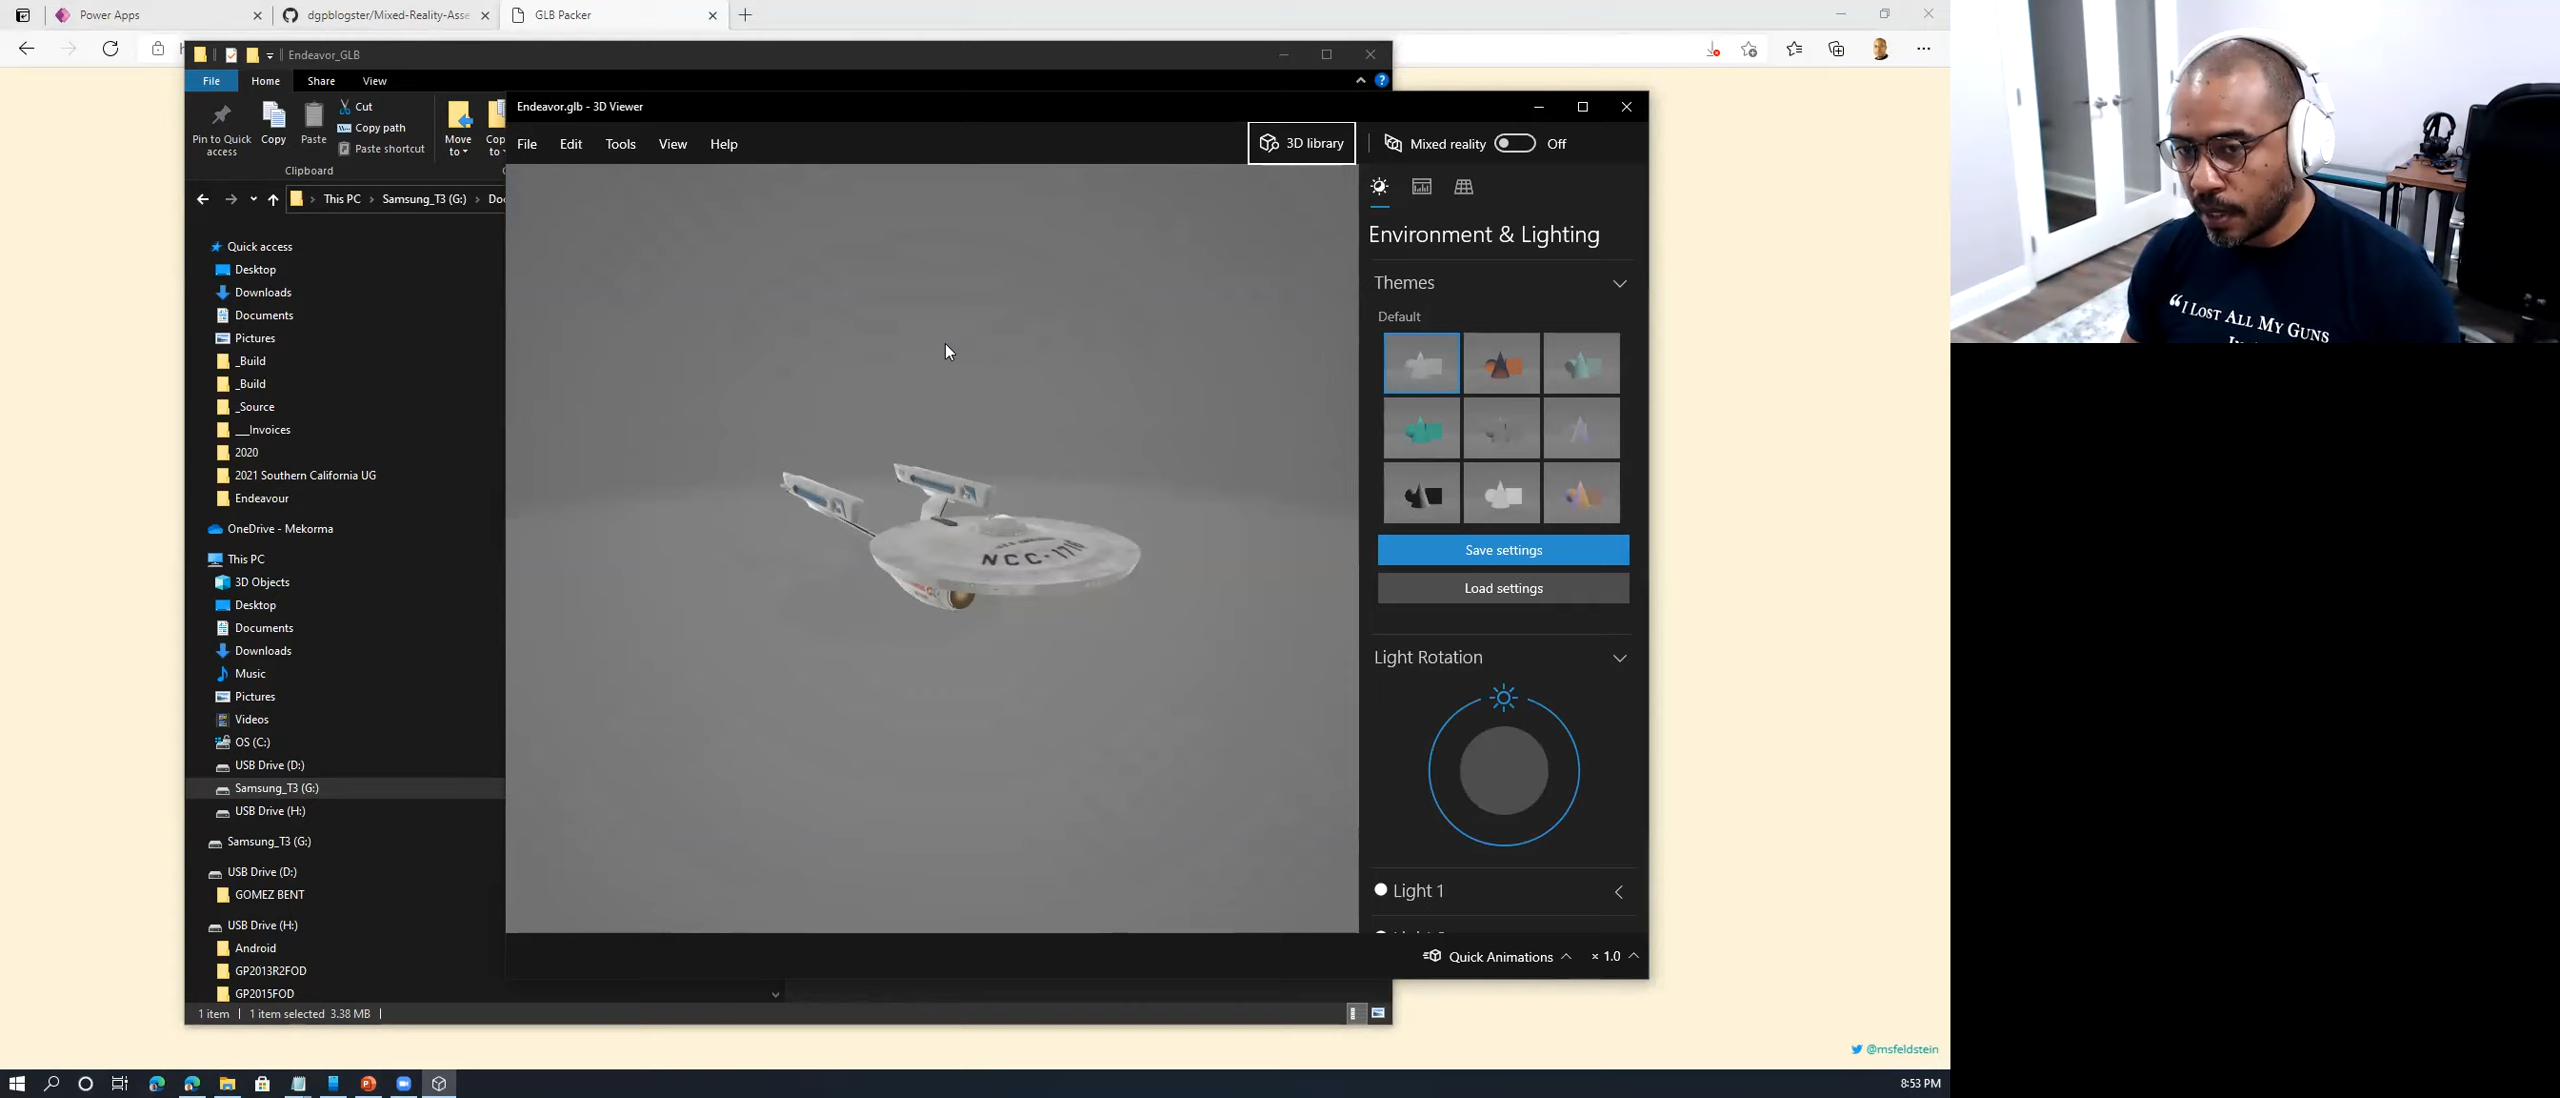 Power Apps
dgpblogster/Mixed-Reality-Asse
GLB Packer
Endeavor_GLB
File
Home
Share
View
Pin to Quick access
Copy
Paste
Cut
Copy path
Paste shortcut
Move to
Clipboard
This PC
Samsung_T3 (G:)
Quick access
Desktop
Downloads
Documents
Pictures
_Build
_Build
_Source
__Invoices
2020
2021 Southern California UG
Endeavour
OneDrive - Mekorma
This PC
3D Objects
Desktop
Documents
Downloads
Music
Pictures
Videos
OS (C:)
USB Drive (D:)
Samsung_T3 (G:)
USB Drive (H:)
Samsung_T3 (G:)
USB Drive (D:)
GOMEZ BENT
USB Drive (H:)
Android
GP2013R2FOD
GP2015FOD
1 item
1 item selected 3.38 MB
Endeavor.glb - 3D Viewer
File
Edit
Tools
View
Help
3D library
Mixed reality
Off
NCC-1716
Environment & Lighting
Themes
Default
Save settings
Load settings
Light Rotation
Light 1
Quick Animations
× 1.0
@msfeldstein
8:53 PM
“I LOST ALL MY GUNS